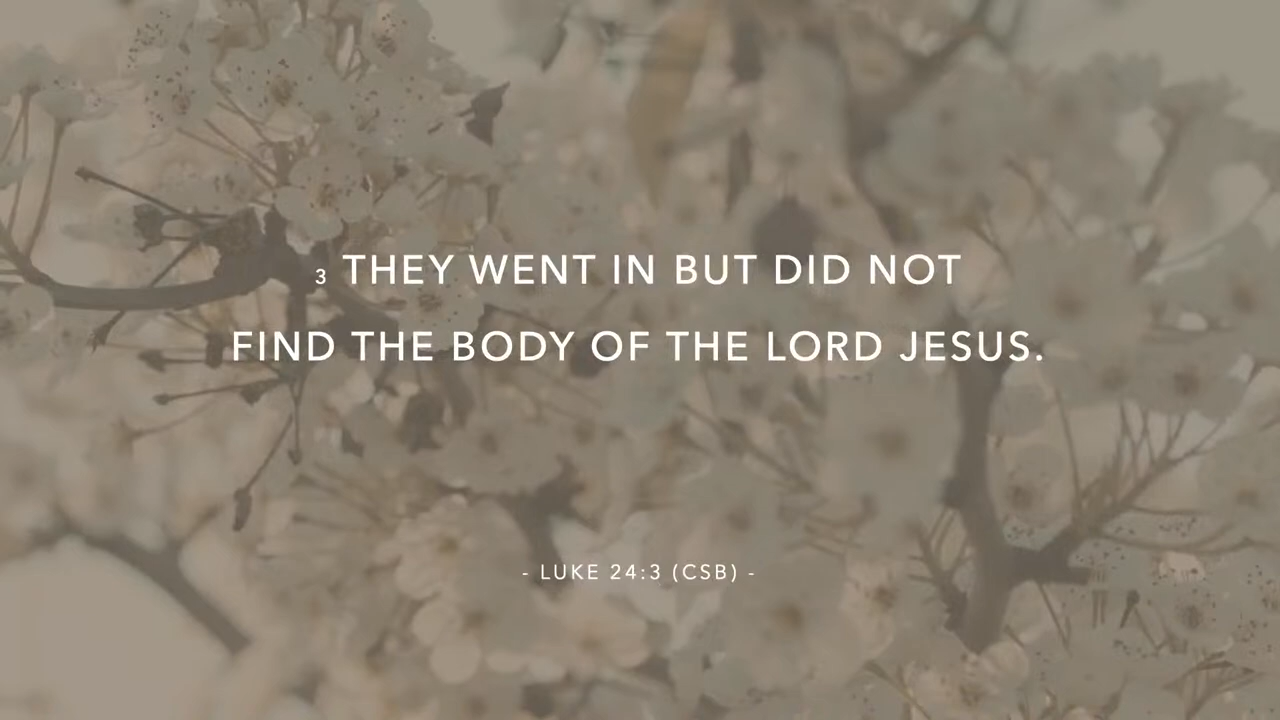 3 THEY WENT IN BUT DID NOT
FIND THE BODY OF THE LORD JESUS.
- LUKE 24:3 (CSB) -